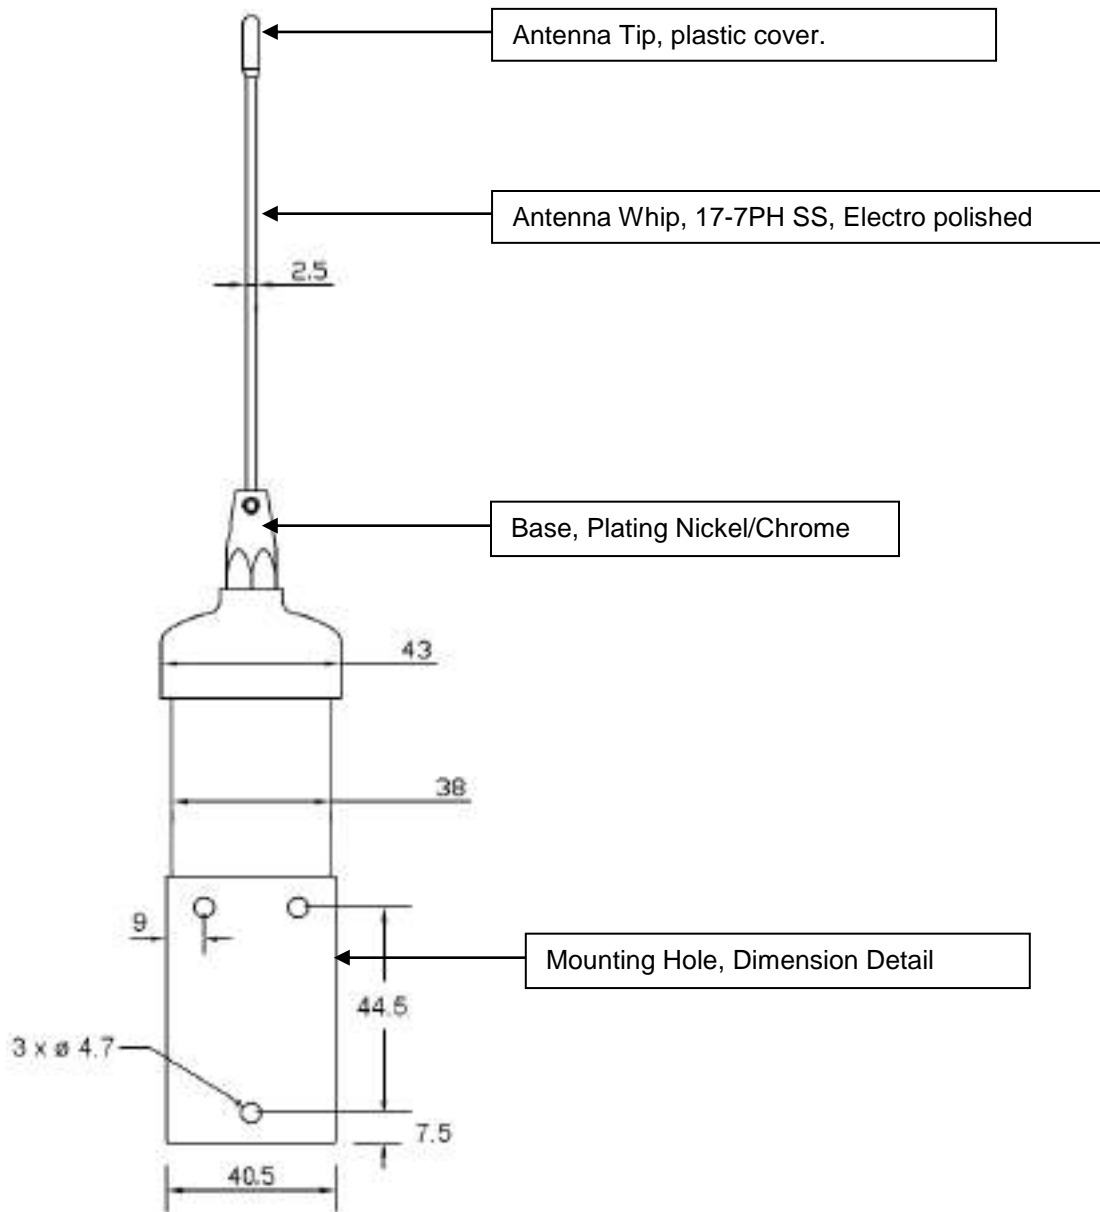 Antenna Tip, plastic cover.
Antenna Whip, 17-7PH SS, Electro polished
2.5
Base, Plating Nickel/Chrome
43
38
9
Mounting Hole, Dimension Detail
44.5
3 x ø 4.7
7.5
40.5